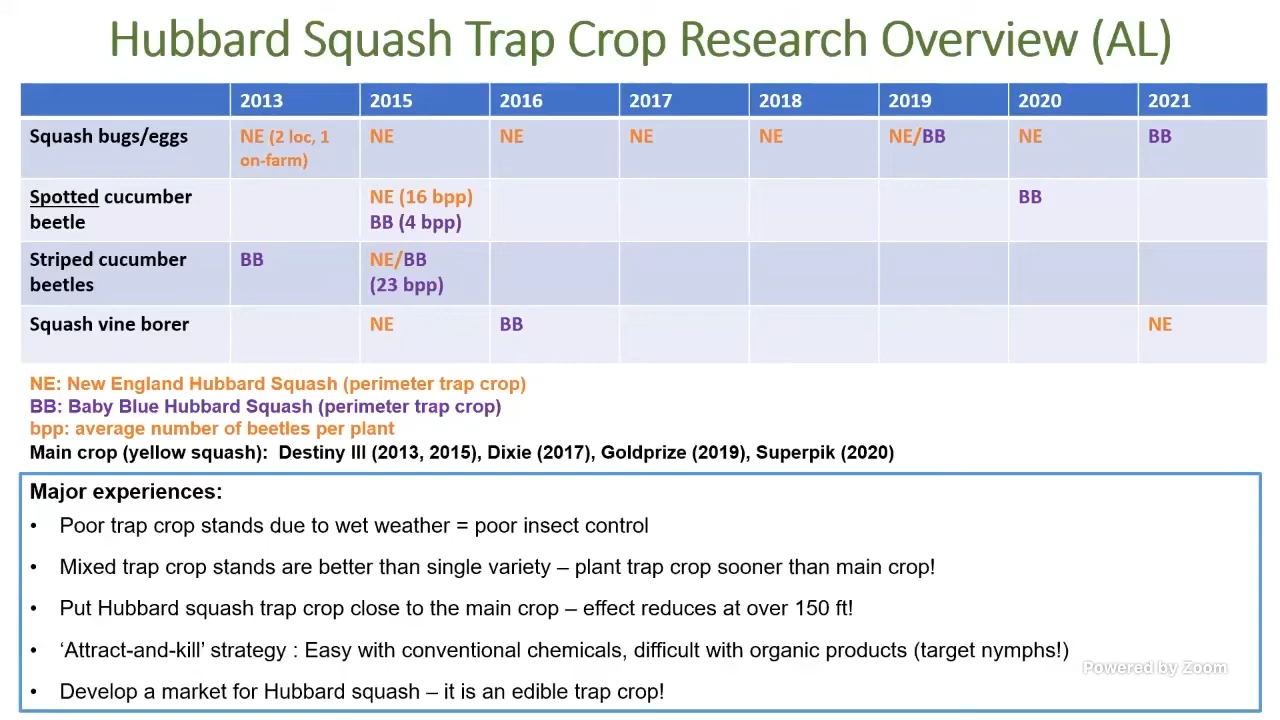 Hubbard Squash Trap Crop Research Overview (AL)
2013 2015 2016 2017 2018 2019 2020 2021
Squash bugs/eggs NE (2 loc, 1 on-farm) NE NE NE NE NE/BB NE BB
Spotted cucumber beetle NE (16 bpp) BB (4 bpp) BB
Striped cucumber beetles BB NE/BB (23 bpp)
Squash vine borer NE BB NE
NE: New England Hubbard Squash (perimeter trap crop)
BB: Baby Blue Hubbard Squash (perimeter trap crop)
bpp: average number of beetles per plant
Main crop (yellow squash): Destiny III (2013, 2015), Dixie (2017), Goldprize (2019), Superpik (2020)
Major experiences:
• Poor trap crop stands due to wet weather = poor insect control
• Mixed trap crop stands are better than single variety – plant trap crop sooner than main crop!
• Put Hubbard squash trap crop close to the main crop – effect reduces at over 150 ft!
• ‘Attract-and-kill’ strategy : Easy with conventional chemicals, difficult with organic products (target nymphs!)
• Develop a market for Hubbard squash – it is an edible trap crop!
Powered by Zoom